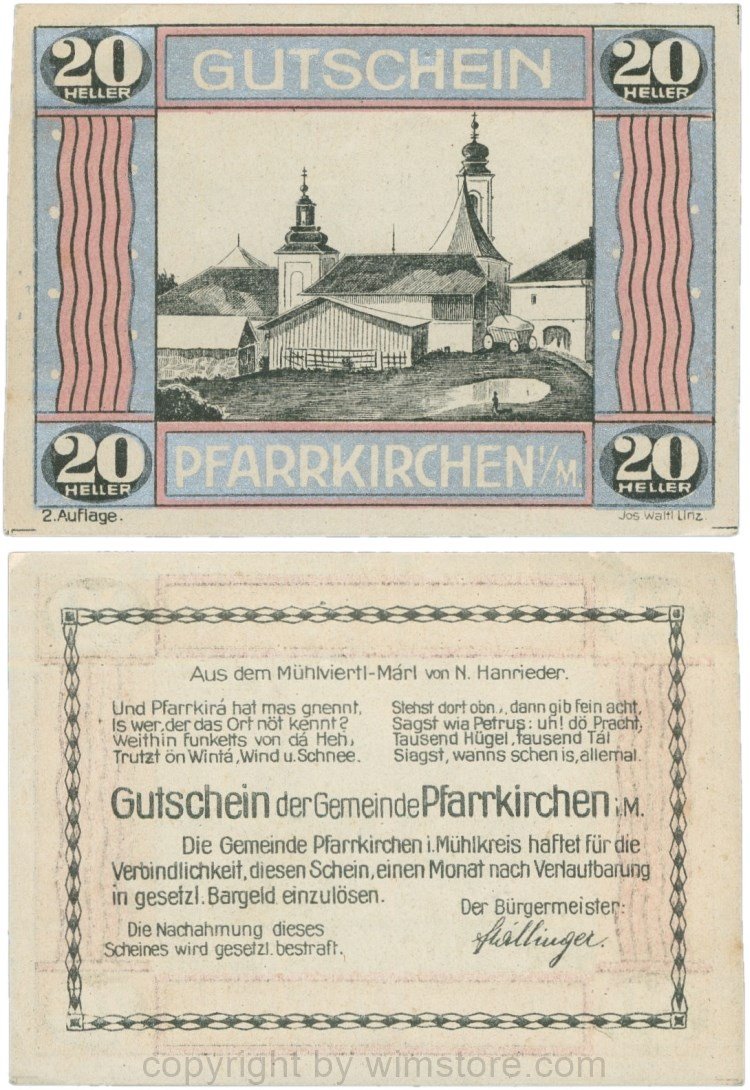 20 HELLER
GUTSCHEIN
20 HELLER
20 HELLER
PFARRKIRCHEN I/M.
20 HELLER
2. Auflage.
Jos. Waltl Linz.
Aus dem Mühlviertl-Márl von N. Hanrieder.
Und Pfarrkirá hat mas gnennt,
Is wer, der das Ort nöt kennt?
Weithin funkelts von dá Heh,
Trutzt ön Wintá, Wind u. Schnee.
Stehst dort obn, dann gib fein acht,
Sagst wia Petrus: uh! dö Pracht,
Tausend Hügel, tausend Tál
Siagst, wanns schen is, allemal.
Gutschein der Gemeinde Pfarrkirchen i. M.
Die Gemeinde Pfarrkirchen i. Mühlkreis haftet für die
Verbindlichkeit, diesen Schein, einen Monat nach Verlautbarung
in gesetzl. Bargeld einzulösen.
Der Bürgermeister:
Die Nachahmung dieses
Scheines wird gesetzl. bestraft.
copyright by wimstore.com